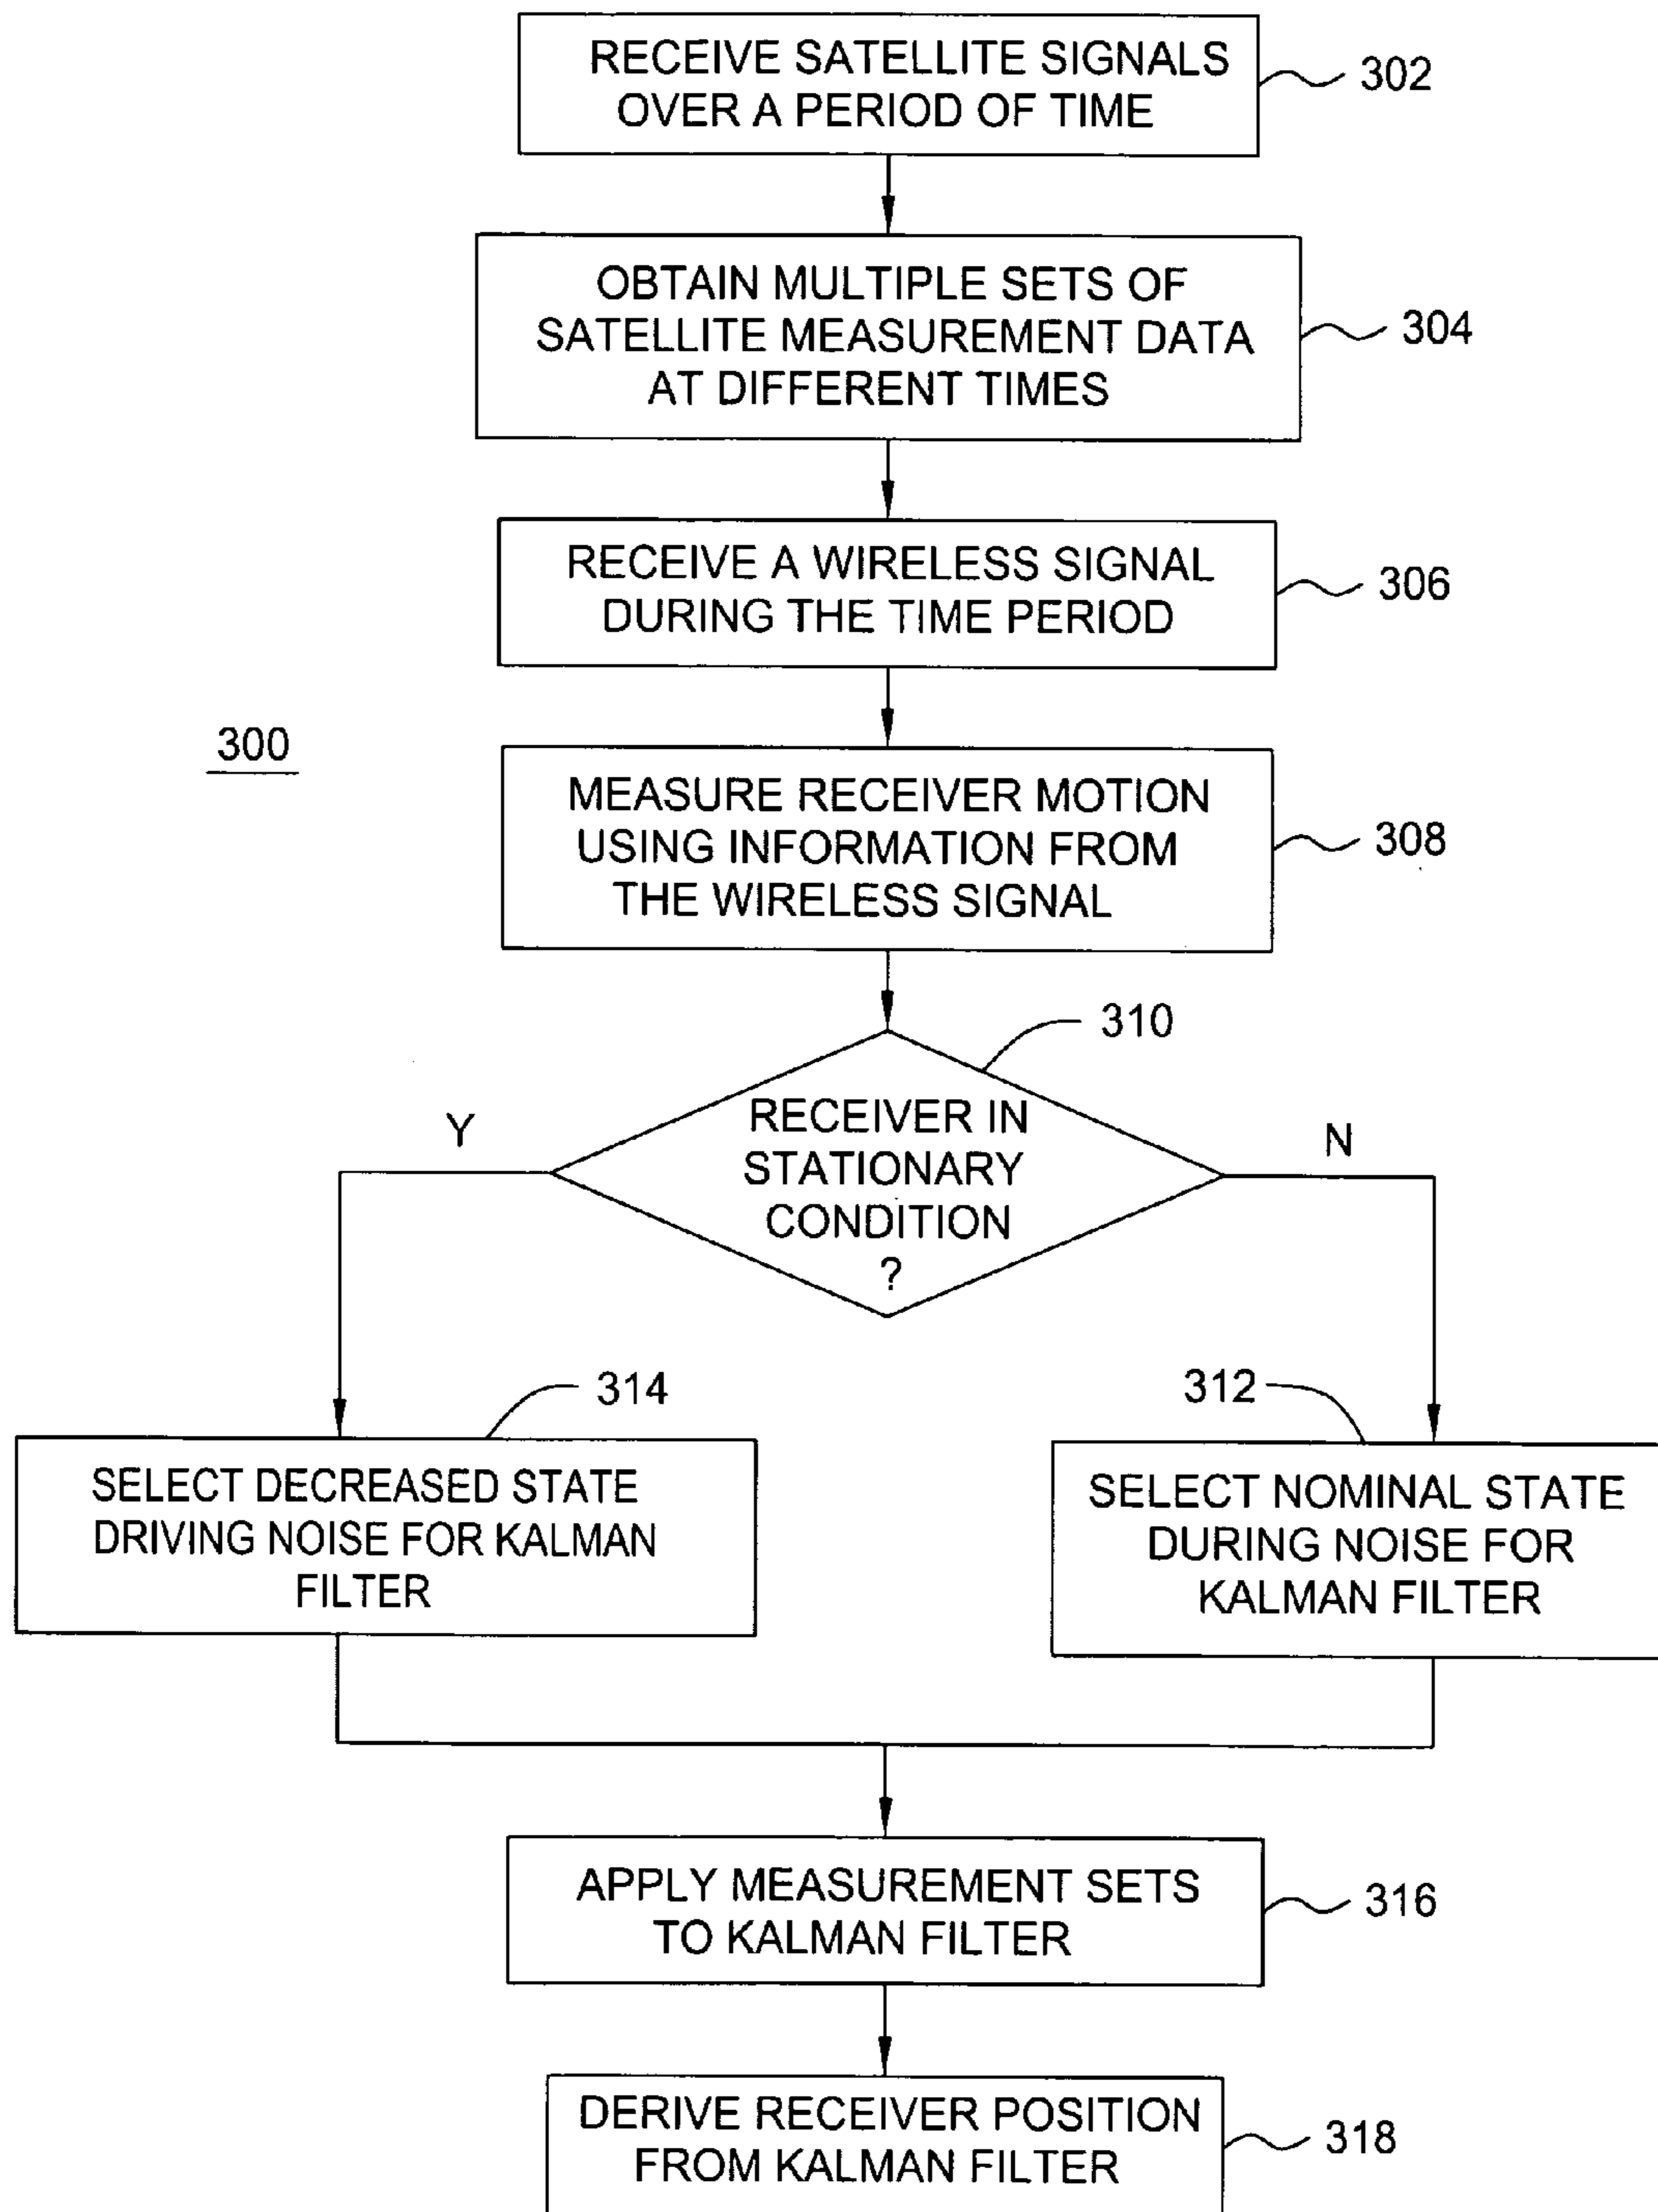 RECEIVE SATELLITE SIGNALS
OVER A PERIOD OF TIME
302
OBTAIN MULTIPLE SETS OF
SATELLITE MEASUREMENT DATA
AT DIFFERENT TIMES
304
RECEIVE A WIRELESS SIGNAL
DURING THE TIME PERIOD
306
300
MEASURE RECEIVER MOTION
USING INFORMATION FROM
THE WIRELESS SIGNAL
308
310
RECEIVER IN
STATIONARY
CONDITION
?
Y
N
314
SELECT DECREASED STATE
DRIVING NOISE FOR KALMAN
FILTER
312
SELECT NOMINAL STATE
DURING NOISE FOR
KALMAN FILTER
APPLY MEASUREMENT SETS
TO KALMAN FILTER
316
DERIVE RECEIVER POSITION
FROM KALMAN FILTER
318